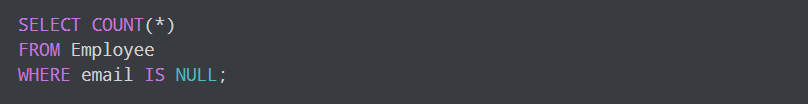 SELECT COUNT(*)
FROM Employee
WHERE email IS NULL;